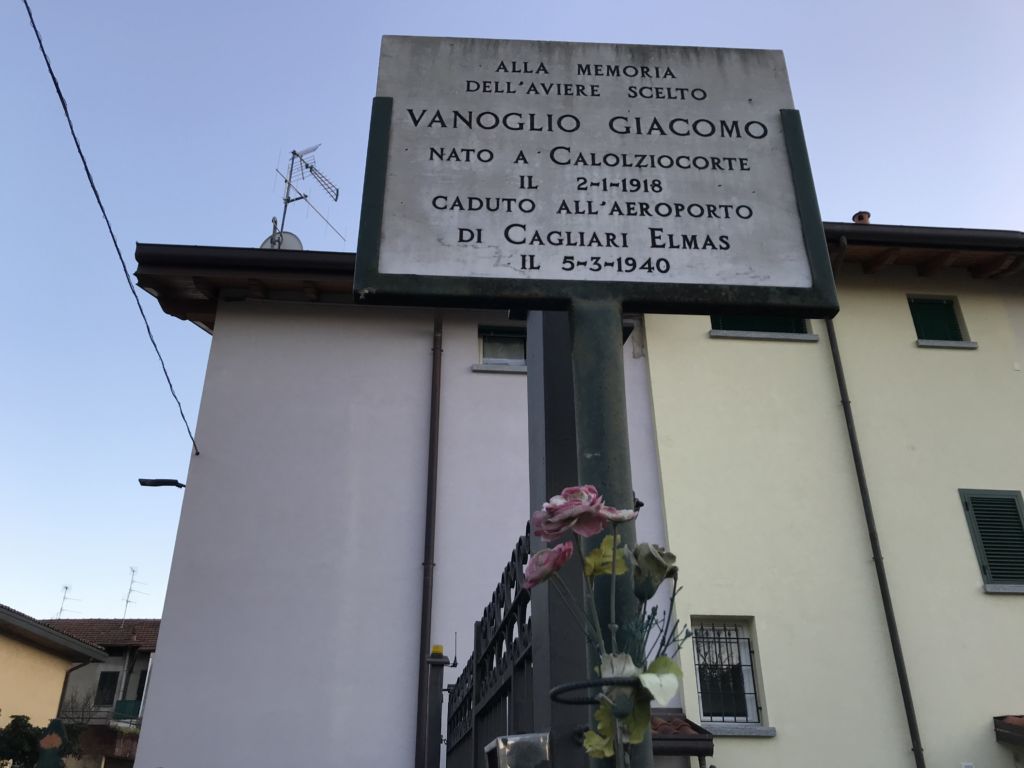 ALLA MEMORIA
DELL'AVIERE SCELTO
VANOGLIO GIACOMO
NATO A CALOLZIOCORTE
IL 2-1-1918
CADUTO ALL'AEROPORTO
DI CAGLIARI ELMAS
IL 5-3-1940